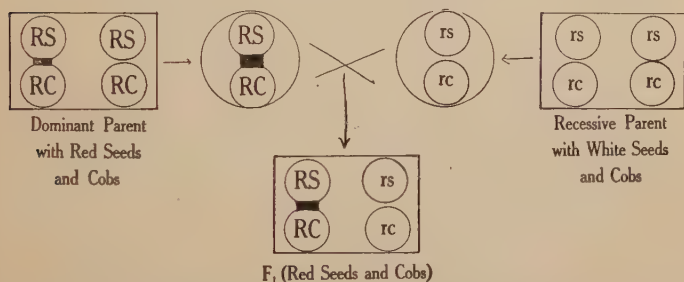 RS RS RS rs rs rs
RC RC RC rc rc rc
Dominant Parent
with Red Seeds
and Cobs
Recessive Parent
with White Seeds
and Cobs
RS rs
RC rc
F₁ (Red Seeds and Cobs)